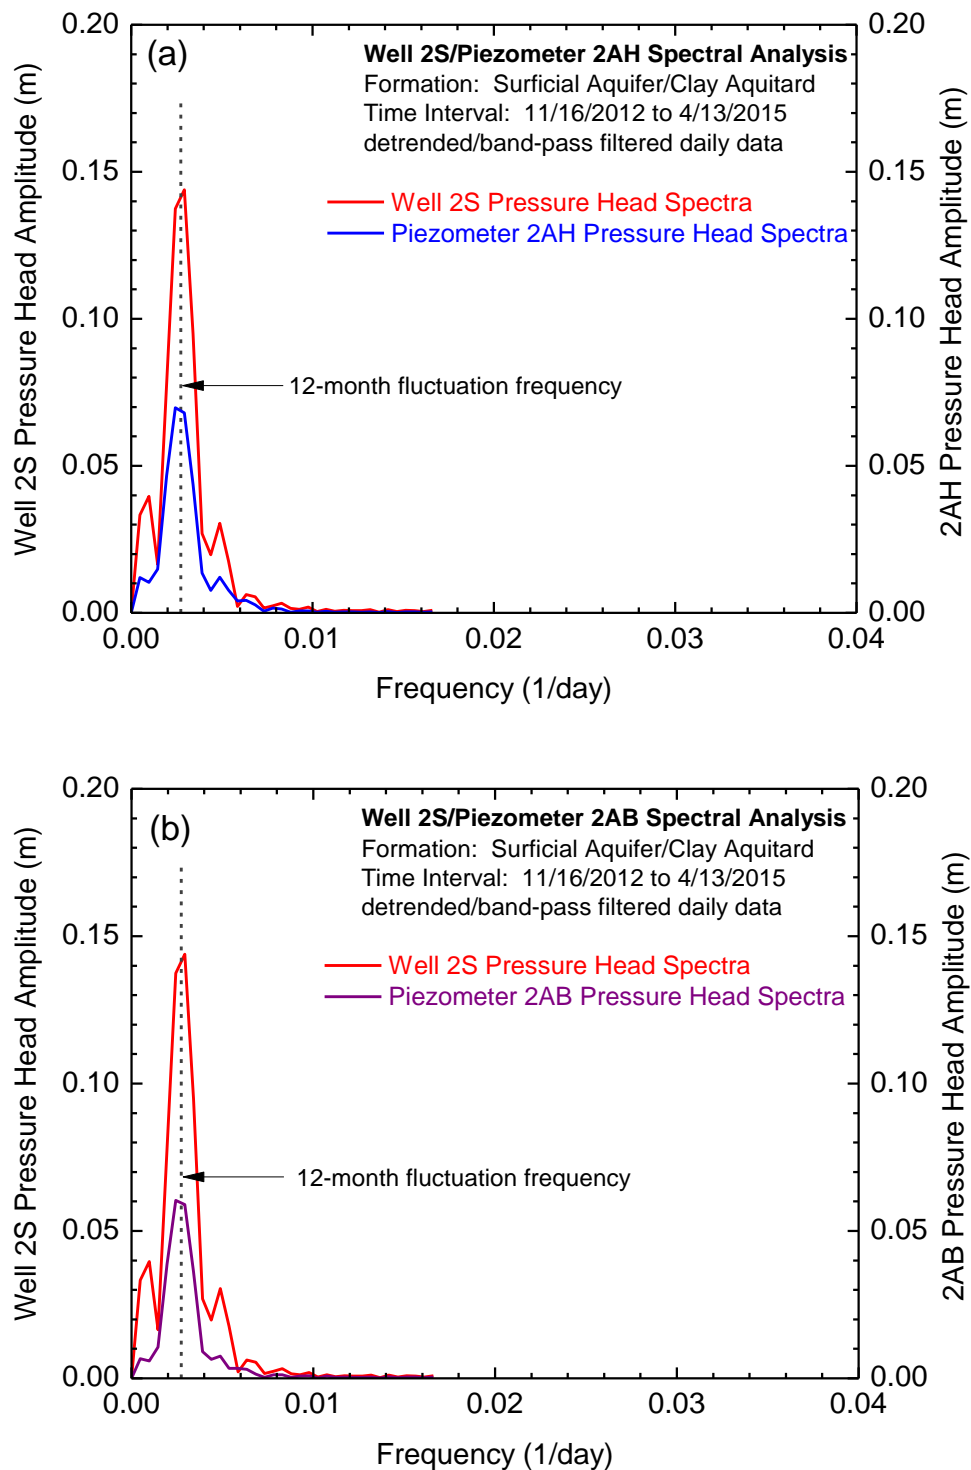 (a)
Well 2S/Piezometer 2AH Spectral Analysis
Formation:  Surficial Aquifer/Clay Aquitard
Time Interval:  11/16/2012 to 4/13/2015
detrended/band-pass filtered daily data
Well 2S Pressure Head Spectra
Piezometer 2AH Pressure Head Spectra
12-month fluctuation frequency
Well 2S Pressure Head Amplitude (m)
0.20
0.15
0.10
0.05
0.00
2AH Pressure Head Amplitude (m)
0.20
0.15
0.10
0.05
0.00
0.00 0.01 0.02 0.03 0.04
Frequency (1/day)
(b)
Well 2S/Piezometer 2AB Spectral Analysis
Formation:  Surficial Aquifer/Clay Aquitard
Time Interval:  11/16/2012 to 4/13/2015
detrended/band-pass filtered daily data
Well 2S Pressure Head Spectra
Piezometer 2AB Pressure Head Spectra
12-month fluctuation frequency
Well 2S Pressure Head Amplitude (m)
0.20
0.15
0.10
0.05
0.00
2AB Pressure Head Amplitude (m)
0.20
0.15
0.10
0.05
0.00
0.00 0.01 0.02 0.03 0.04
Frequency (1/day)